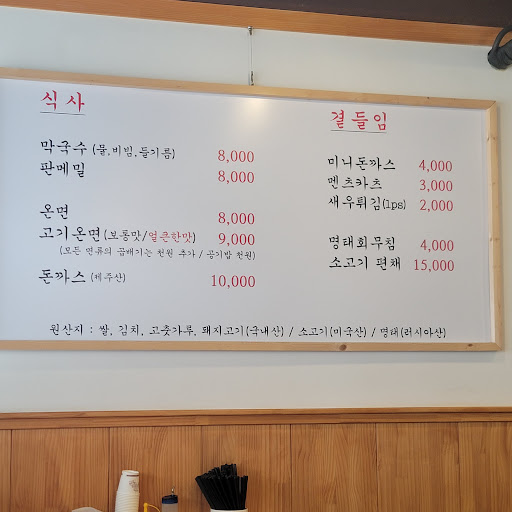 식사
막국수 (물,비빔,들기름) 8,000
판메밀 8,000
온면 8,000
고기온면 (보통맛/얼큰한맛) 9,000
(모든 면류의 곱배기는 천원 추가 / 공기밥 천원)
돈까스 (제주산) 10,000
곁들임
미니돈까스 4,000
멘츠카츠 3,000
새우튀김(1ps) 2,000
명태회무침 4,000
소고기 편채 15,000
원산지 : 쌀, 김치, 고춧가루, 돼지고기(국내산) / 소고기(미국산) / 명태(러시아산)